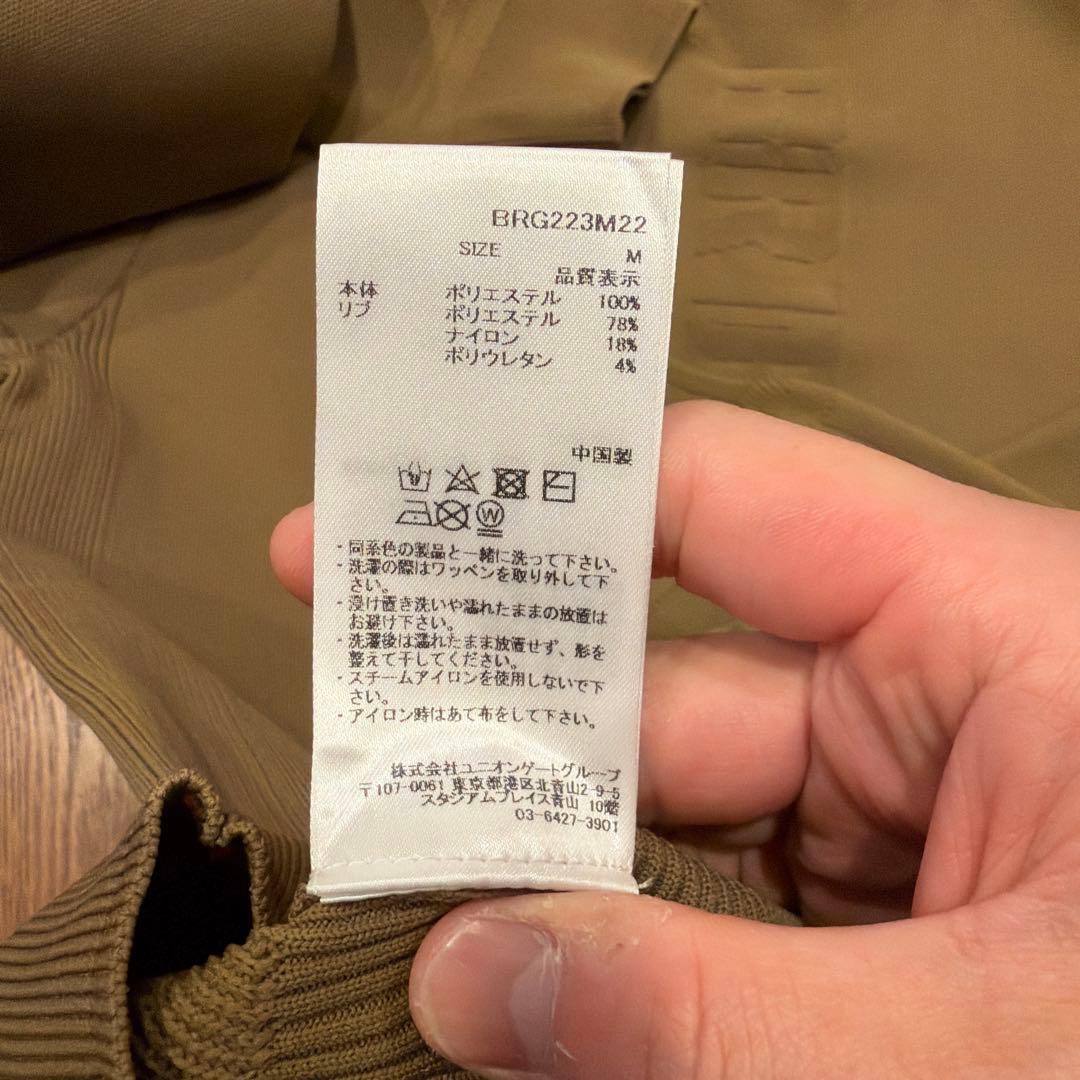 BRG223M22
SIZE M
品質表示
本体 ポリエステル 100%
リブ ポリエステル 78%
ナイロン 18%
ポリウレタン 4%
中国製
W
・同系色の製品と一緒に洗って下さい。
・洗濯の際はワッペンを取り外して下
さい。
・浸け置き洗いや濡れたままの放置は
お避け下さい。
・洗濯後は濡れたまま放置せず、形を
整えて干してください。
・スチームアイロンを使用しないで下
さい。
・アイロン時はあて布をして下さい。
株式会社ユニオンゲートグループ
〒107-0061 東京都港区北青山2-9-5
スタジアムプレイス青山 10階
03-6427-3901